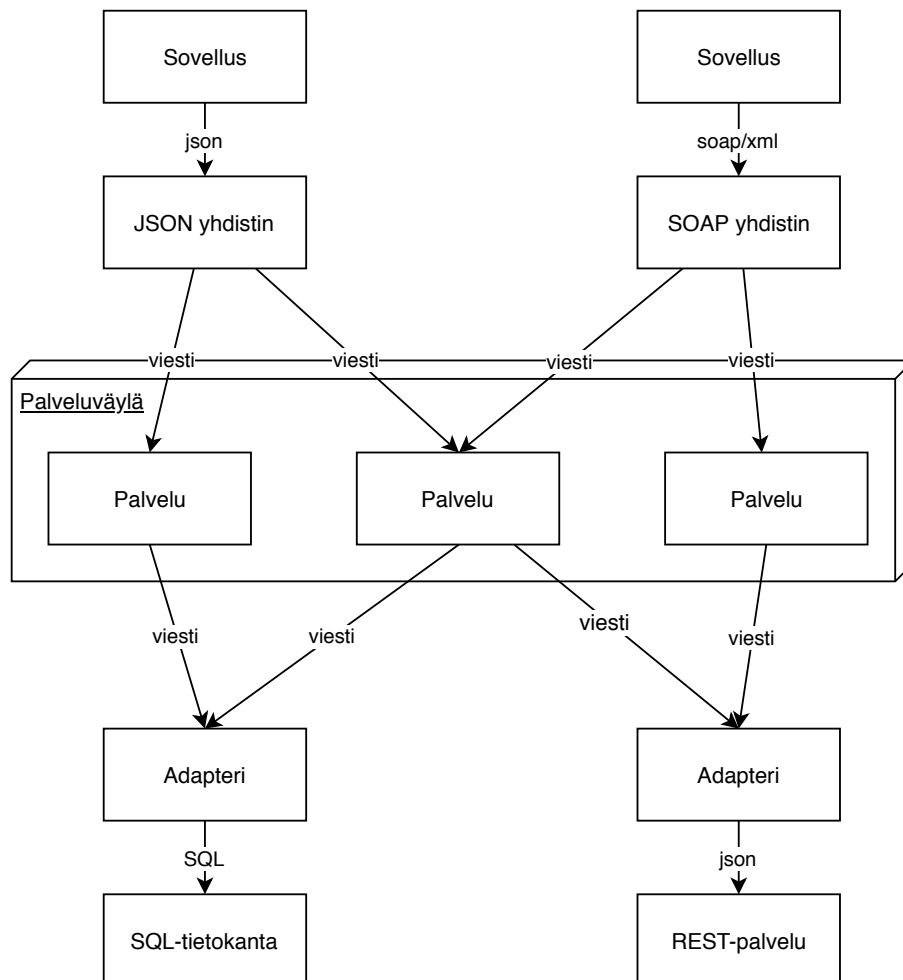 Sovellus
Sovellus
json
soap/xml
JSON yhdistin
SOAP yhdistin
viesti
viesti
viesti
viesti
Palveluväylä
Palvelu
Palvelu
Palvelu
viesti
viesti
viesti
viesti
Adapteri
Adapteri
SQL
json
SQL-tietokanta
REST-palvelu